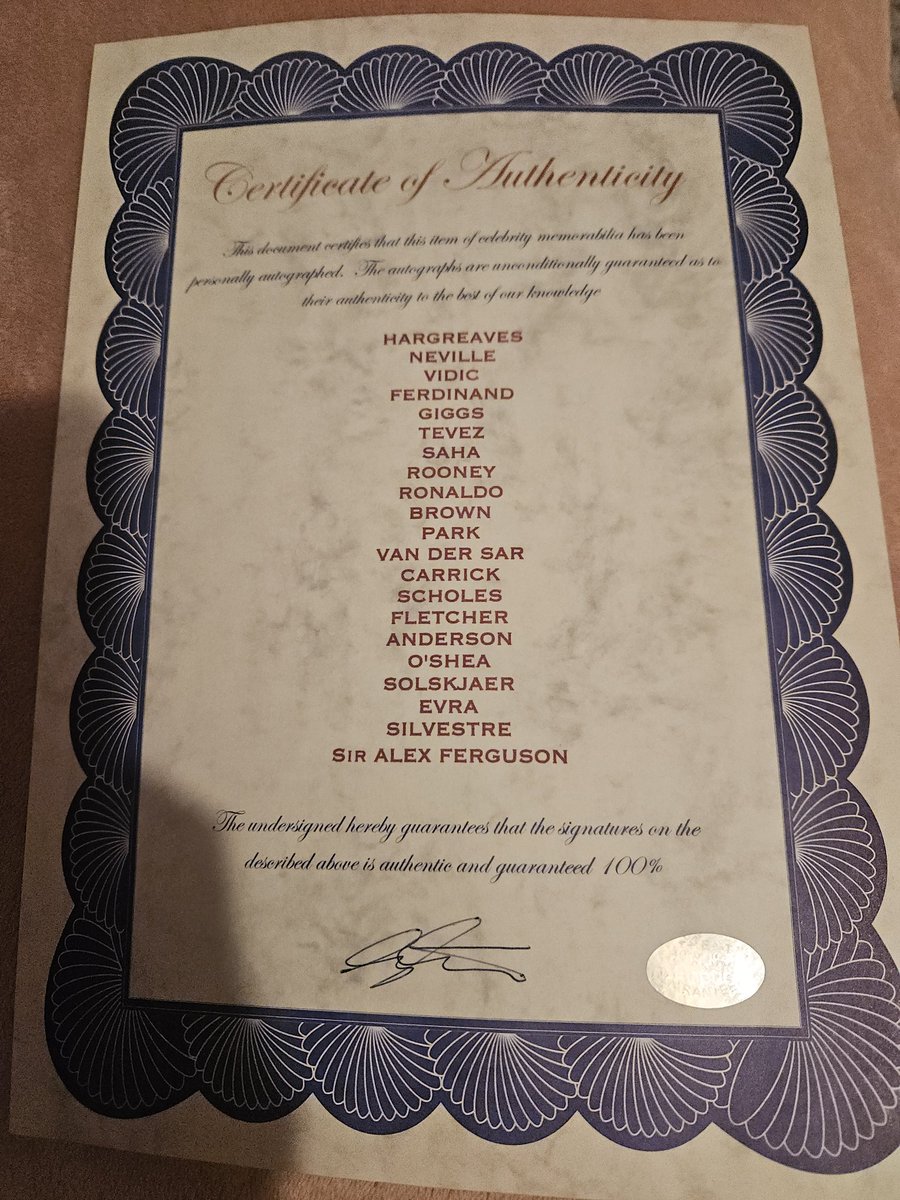 Certificate of Authenticity
This document certifies that this item of celebrity memorabilia has been
personally autographed. The autographs are unconditionally guaranteed as to
their authenticity to the best of our knowledge
HARGREAVES
NEVILLE
VIDIC
FERDINAND
GIGGS
TEVEZ
SAHA
ROONEY
RONALDO
BROWN
PARK
VAN DER SAR
CARRICK
SCHOLES
FLETCHER
ANDERSON
O'SHEA
SOLSKJAER
EVRA
SILVESTRE
Sir ALEX FERGUSON
The undersigned hereby guarantees that the signatures on the
described above is authentic and guaranteed 100%